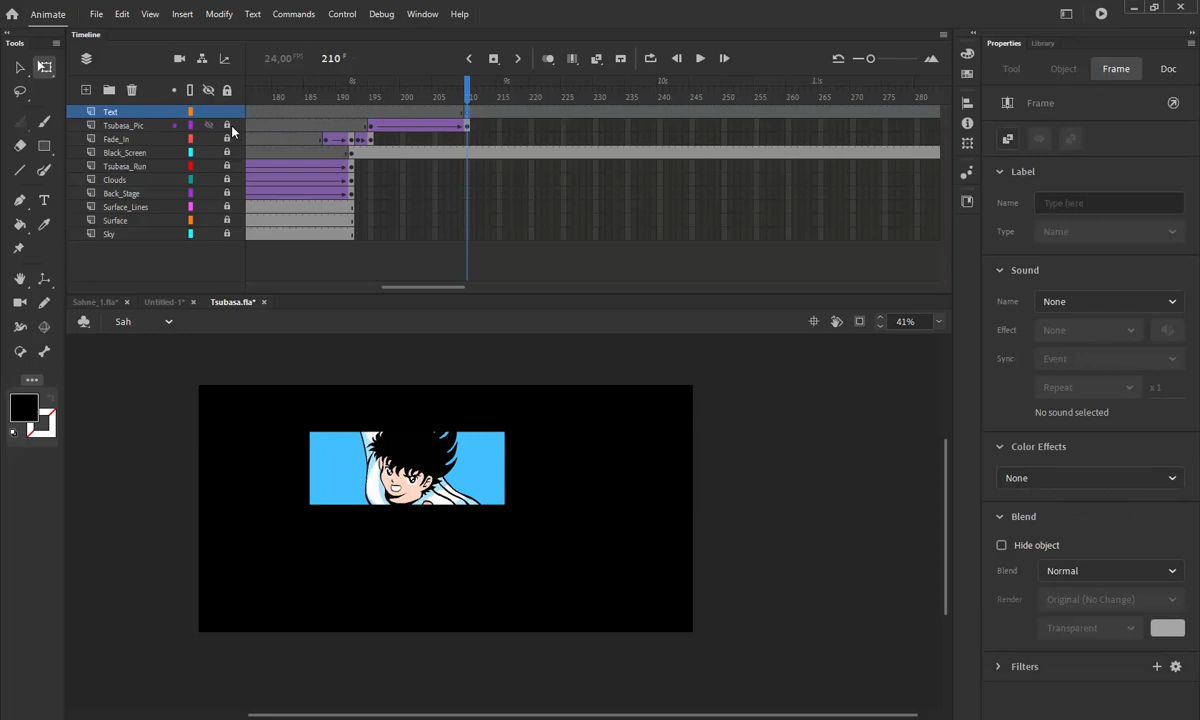 Animate File Edit View Insert Modify Text Commands Control Debug Window Help
Tools
Timeline
24,00 FPS 210 F
8s 9s 10s 11s
180 185 190 195 200 205 210 215 220 225 230 235 240 245 250 255 260 265 270 275 280
Text
Tsubasa_Pic
Fade_In
Black_Screen
Tsubasa_Run
Clouds
Back_Stage
Surface_Lines
Surface
Sky
Sahne_1.fla* Untitled-1* Tsubasa.fla*
Sah 41%
Properties Library
Tool Object Frame Doc
Frame
Label
Name Type here
Type Name
Sound
Name None
Effect None
Sync Event
Repeat x 1
No sound selected
Color Effects
None
Blend
Hide object
Blend Normal
Render Original (No Change)
Transparent
Filters